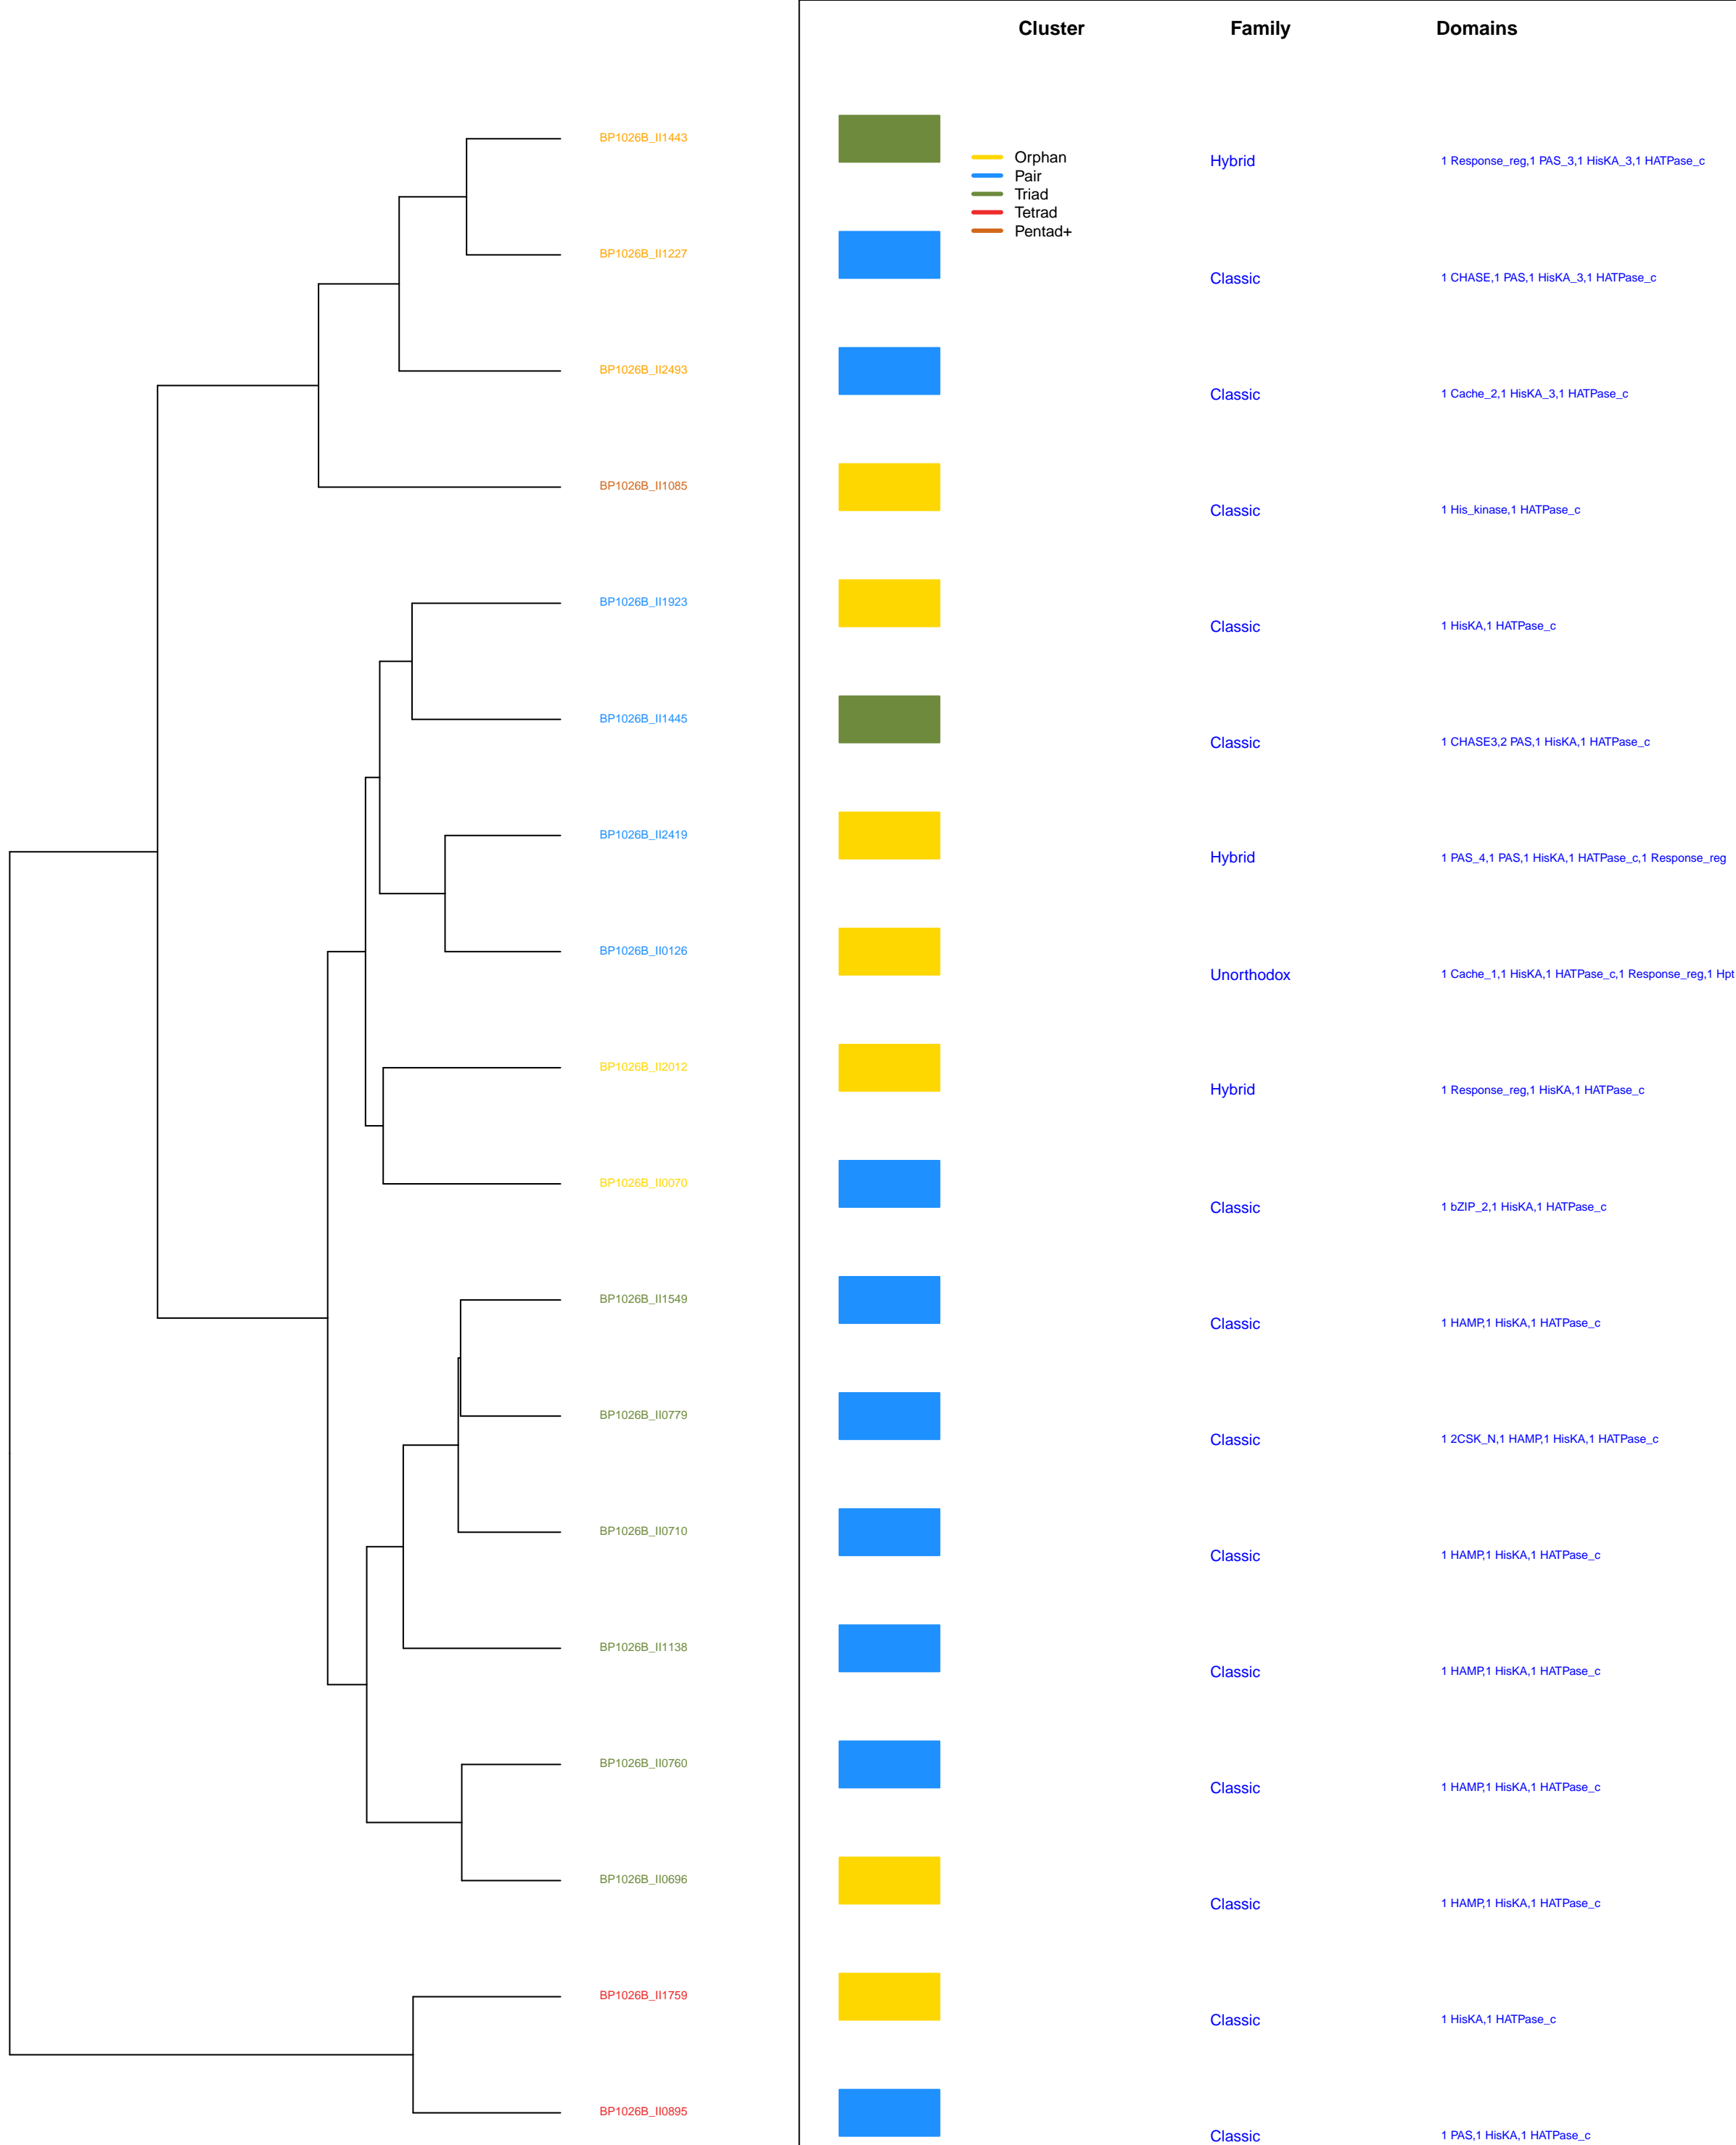 Cluster Family Domains
BP1026B_II1443
Orphan
Pair
Triad
Tetrad
Pentad+
Hybrid 1 Response_reg,1 PAS_3,1 HisKA_3,1 HATPase_c
BP1026B_II1227
Classic 1 CHASE,1 PAS,1 HisKA_3,1 HATPase_c
BP1026B_II2493
Classic 1 Cache_2,1 HisKA_3,1 HATPase_c
BP1026B_II1085
Classic 1 His_kinase,1 HATPase_c
BP1026B_II1923
Classic 1 HisKA,1 HATPase_c
BP1026B_II1445
Classic 1 CHASE3,2 PAS,1 HisKA,1 HATPase_c
BP1026B_II2419
Hybrid 1 PAS_4,1 PAS,1 HisKA,1 HATPase_c,1 Response_reg
BP1026B_II0126
Unorthodox 1 Cache_1,1 HisKA,1 HATPase_c,1 Response_reg,1 Hpt
BP1026B_II2012
Hybrid 1 Response_reg,1 HisKA,1 HATPase_c
BP1026B_II0070
Classic 1 bZIP_2,1 HisKA,1 HATPase_c
BP1026B_II1549
Classic 1 HAMP,1 HisKA,1 HATPase_c
BP1026B_II0779
Classic 1 2CSK_N,1 HAMP,1 HisKA,1 HATPase_c
BP1026B_II0710
Classic 1 HAMP,1 HisKA,1 HATPase_c
BP1026B_II1138
Classic 1 HAMP,1 HisKA,1 HATPase_c
BP1026B_II0760
Classic 1 HAMP,1 HisKA,1 HATPase_c
BP1026B_II0696
Classic 1 HAMP,1 HisKA,1 HATPase_c
BP1026B_II1759
Classic 1 HisKA,1 HATPase_c
BP1026B_II0895
Classic 1 PAS,1 HisKA,1 HATPase_c